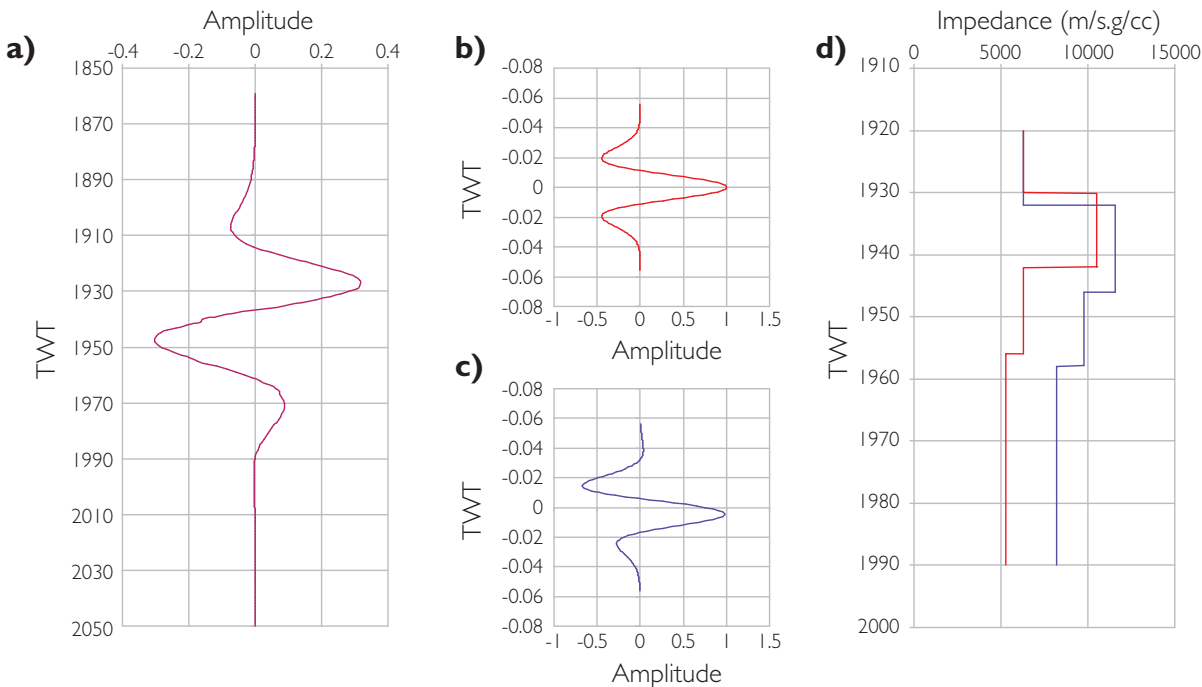 a)
Amplitude
-0.4 -0.2 0 0.2 0.4
TWT
1850
1870
1890
1910
1930
1950
1970
1990
2010
2030
2050
b)
TWT
-0.08
-0.06
-0.04
-0.02
0
-0.02
-0.04
-0.06
-0.08
-1 -0.5 0 0.5 1 1.5
Amplitude
c)
TWT
-0.08
-0.06
-0.04
-0.02
0
-0.02
-0.04
-0.06
-0.08
-1 -0.5 0 0.5 1 1.5
Amplitude
d)
Impedance (m/s.g/cc)
0 5000 10000 15000
TWT
1910
1920
1930
1940
1950
1960
1970
1980
1990
2000